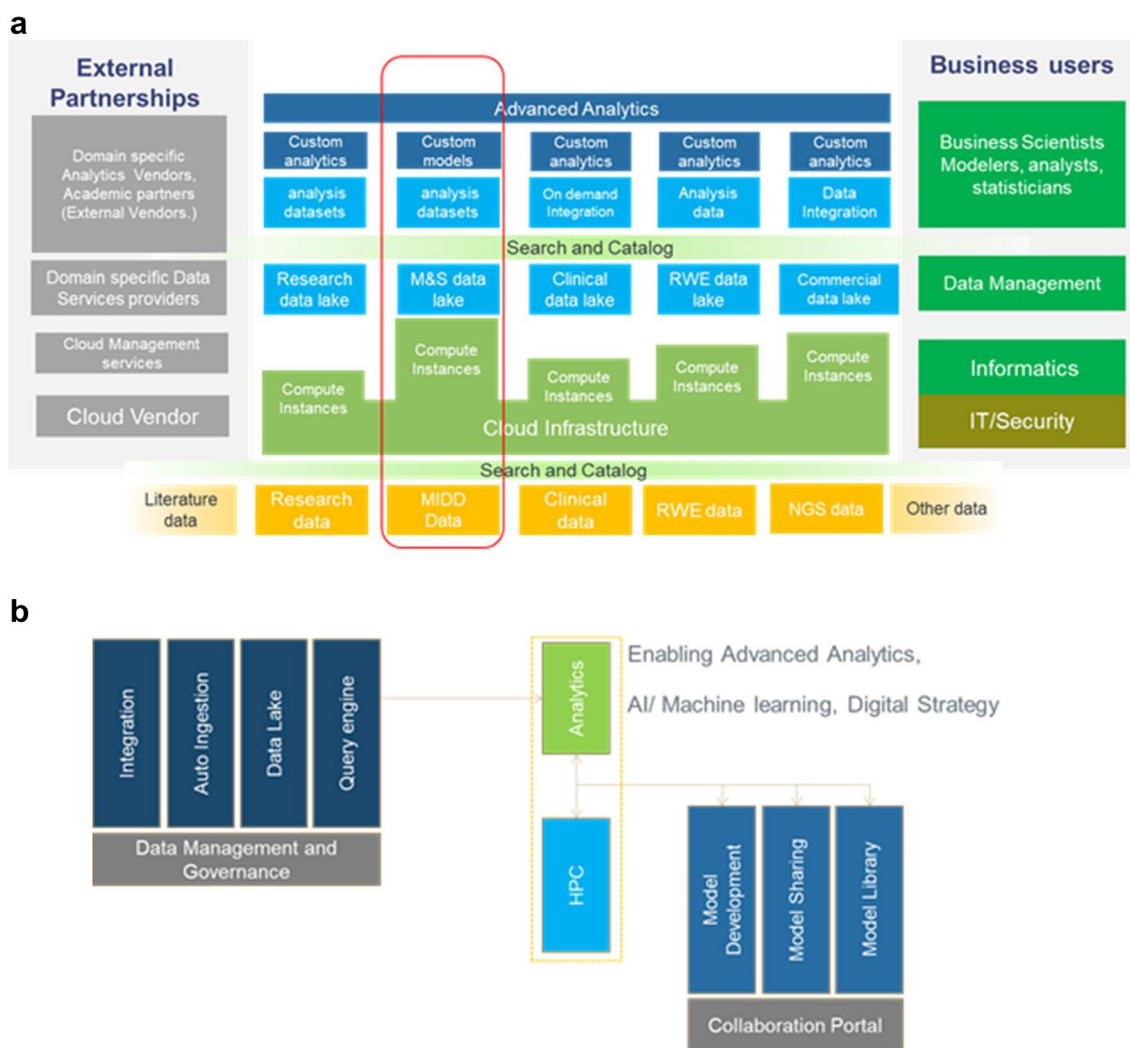 a
External
Partnerships
Business users
Advanced Analytics
Domain specific
Analytics Vendors,
Academic partners
(External Vendors.)
Custom
analytics
Custom
models
Custom
analytics
Custom
analytics
Custom
analytics
Business Scientists
Modelers, analysts,
statisticians
analysis
datasets
analysis
datasets
On demand
Integration
Analysis
data
Data
Integration
Search and Catalog
Domain specific Data
Services providers
Research
data lake
M&S data
lake
Clinical
data lake
RWE data
lake
Commercial
data lake
Data Management
Cloud Management
services
Compute
Instances
Compute
Instances
Compute
Instances
Compute
Instances
Compute
Instances
Informatics
Cloud Vendor
Cloud Infrastructure
IT/Security
Search and Catalog
Literature
data
Research
data
MIDD
Data
Clinical
data
RWE data
NGS data
Other data
b
Integration
Auto Ingestion
Data Lake
Query engine
Data Management and
Governance
Analytics
Enabling Advanced Analytics,
AI/ Machine learning, Digital Strategy
HPC
Model
Development
Model Sharing
Model Library
Collaboration Portal